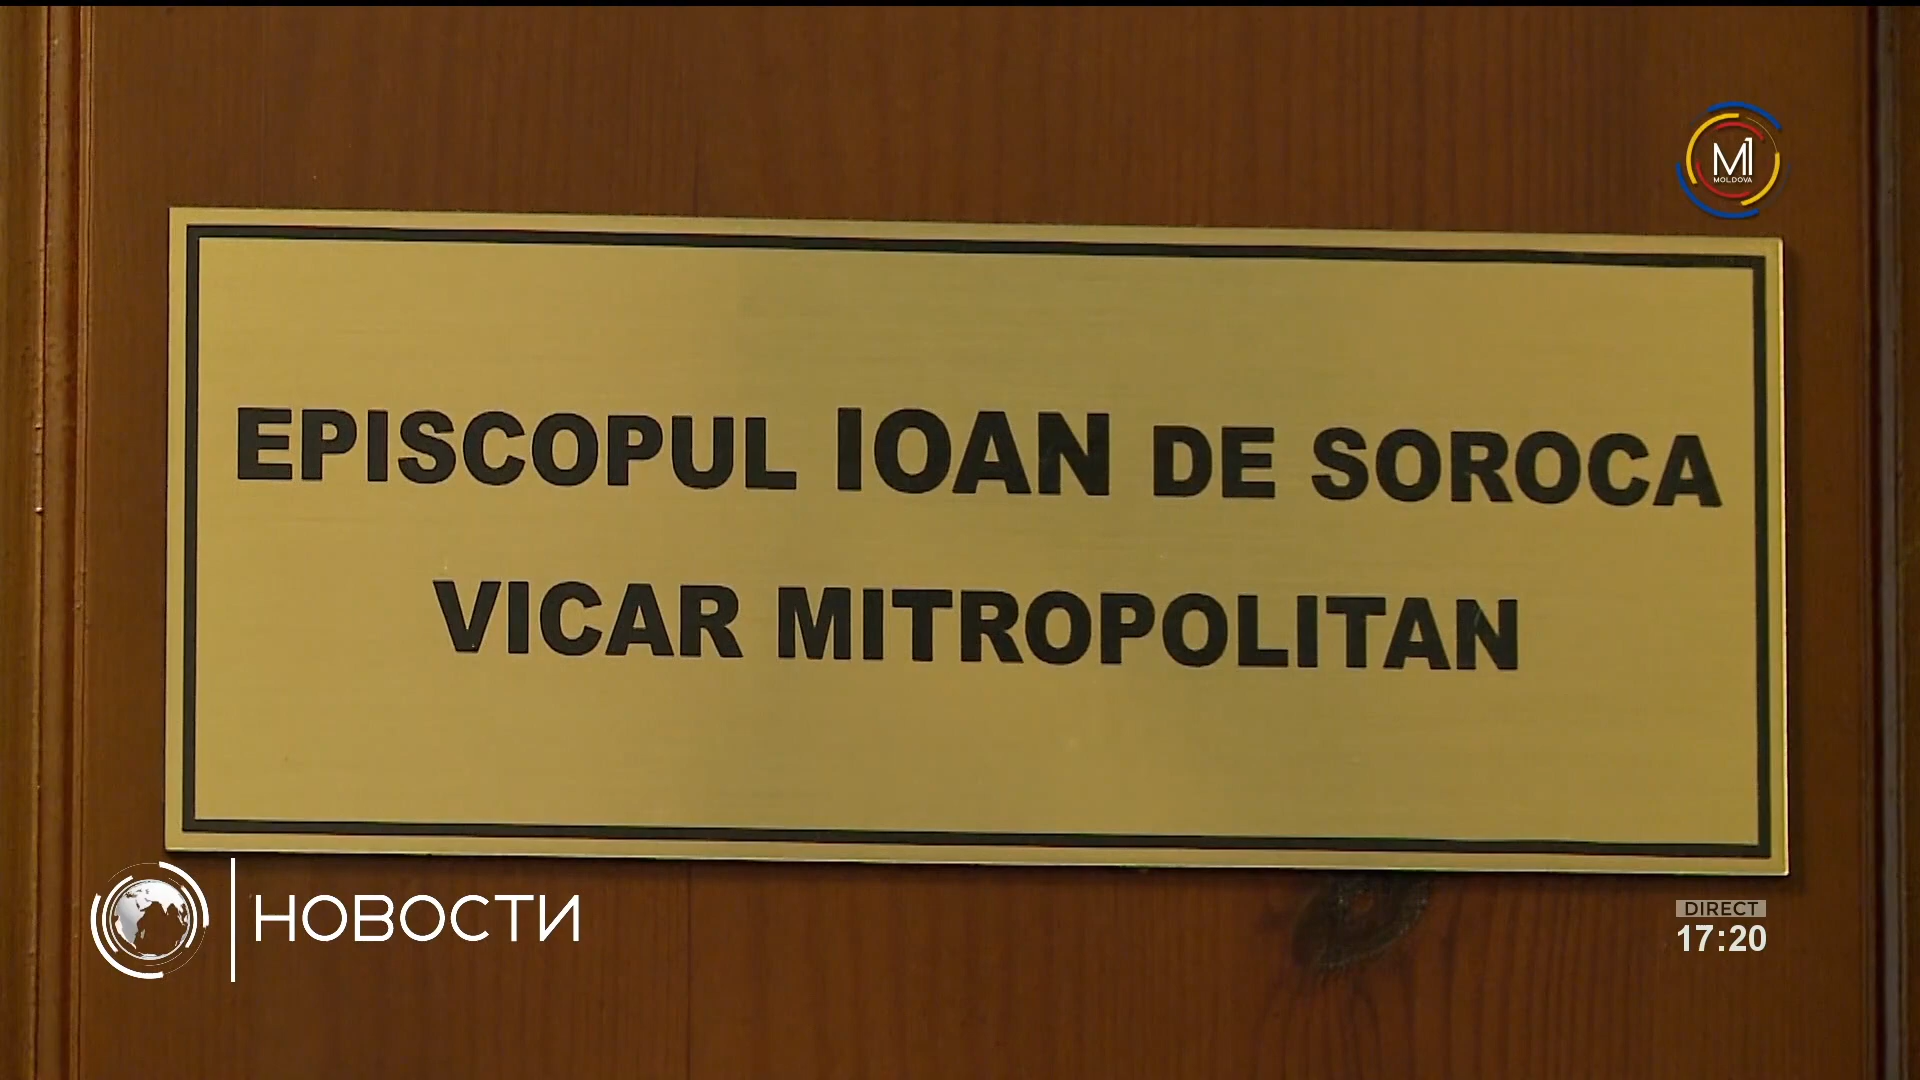 M1
MOLDOVA
EPISCOPUL IOAN DE SOROCA
VICAR MITROPOLITAN
НОВОСТИ
DIRECT
17:20